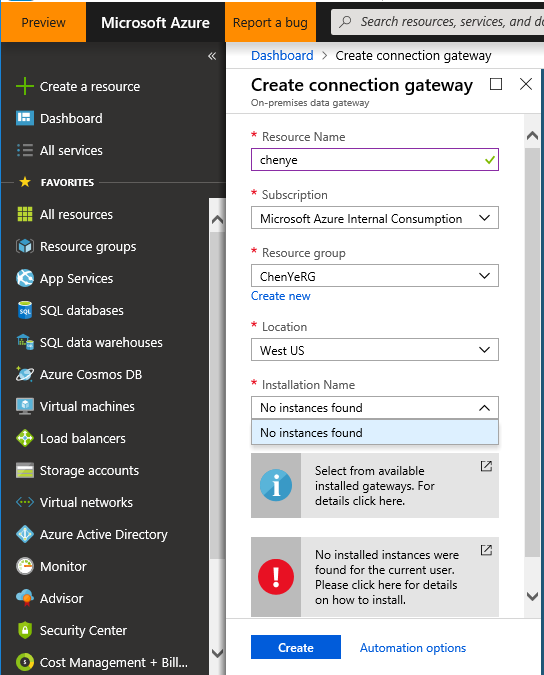 Preview
Microsoft Azure
Report a bug
Search resources, services, and
Dashboard > Create connection gateway
«
Create a resource
Dashboard
All services
FAVORITES
All resources
Resource groups
App Services
SQL databases
SQL data warehouses
Azure Cosmos DB
Virtual machines
Load balancers
Storage accounts
Virtual networks
Azure Active Directory
Monitor
Advisor
Security Center
Cost Management + Bill...
Create connection gateway
On-premises data gateway
* Resource Name
chenye
* Subscription
Microsoft Azure Internal Consumption
* Resource group
ChenYeRG
Create new
* Location
West US
* Installation Name
No instances found
No instances found
Select from available
installed gateways. For
details click here.
No installed instances were
found for the current user.
Please click here for details
on how to install.
Create
Automation options